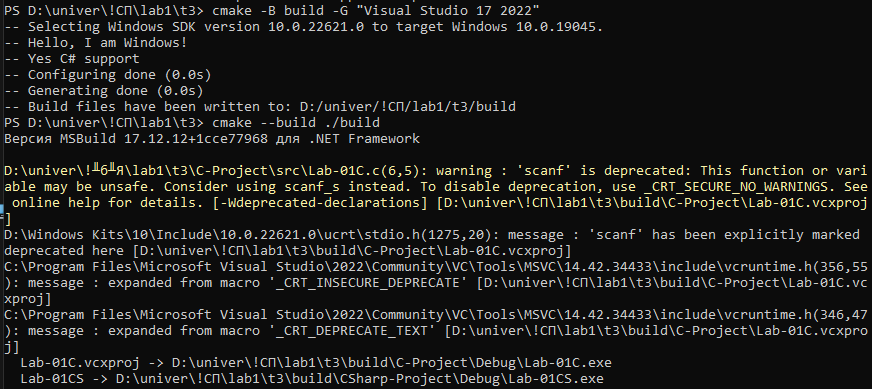 PS D:\univer\!СП\lab1\t3> cmake -B build -G "Visual Studio 17 2022"
-- Selecting Windows SDK version 10.0.22621.0 to target Windows 10.0.19045.
-- Hello, I am Windows!
-- Yes C# support
-- Configuring done (0.0s)
-- Generating done (0.0s)
-- Build files have been written to: D:/univer/!СП/lab1/t3/build
PS D:\univer\!СП\lab1\t3> cmake --build ./build
Версия MSBuild 17.12.12+1cce77968 для .NET Framework
D:\univer\!╨б╨Я\lab1\t3\C-Project\src\Lab-01C.c(6,5): warning : 'scanf' is deprecated: This function or vari
able may be unsafe. Consider using scanf_s instead. To disable deprecation, use _CRT_SECURE_NO_WARNINGS. See
 online help for details. [-Wdeprecated-declarations] [D:\univer\!СП\lab1\t3\build\C-Project\Lab-01C.vcxproj
]
D:\Windows Kits\10\Include\10.0.22621.0\ucrt\stdio.h(1275,20): message : 'scanf' has been explicitly marked
deprecated here [D:\univer\!СП\lab1\t3\build\C-Project\Lab-01C.vcxproj]
C:\Program Files\Microsoft Visual Studio\2022\Community\VC\Tools\MSVC\14.42.34433\include\vcruntime.h(356,55
): message : expanded from macro '_CRT_INSECURE_DEPRECATE' [D:\univer\!СП\lab1\t3\build\C-Project\Lab-01C.vc
xproj]
C:\Program Files\Microsoft Visual Studio\2022\Community\VC\Tools\MSVC\14.42.34433\include\vcruntime.h(346,47
): message : expanded from macro '_CRT_DEPRECATE_TEXT' [D:\univer\!СП\lab1\t3\build\C-Project\Lab-01C.vcxpro
j]
  Lab-01C.vcxproj -> D:\univer\!СП\lab1\t3\build\C-Project\Debug\Lab-01C.exe
  Lab-01CS -> D:\univer\!СП\lab1\t3\build\CSharp-Project\Debug\Lab-01CS.exe